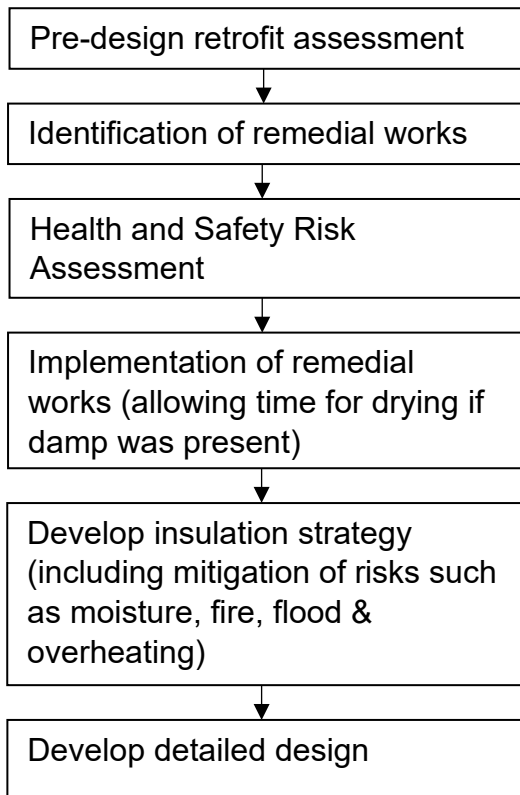 Pre-design retrofit assessment
Identification of remedial works
Health and Safety Risk
Assessment
Implementation of remedial
works (allowing time for drying if
damp was present)
Develop insulation strategy
(including mitigation of risks such
as moisture, fire, flood &
overheating)
Develop detailed design